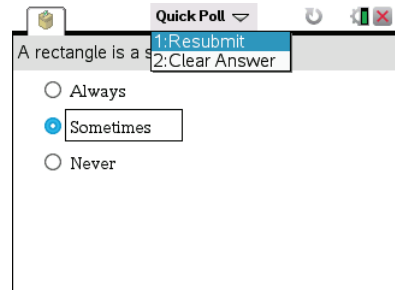 Quick Poll
1:Resubmit
A rectangle is a s
2:Clear Answer
Always
Sometimes
Never